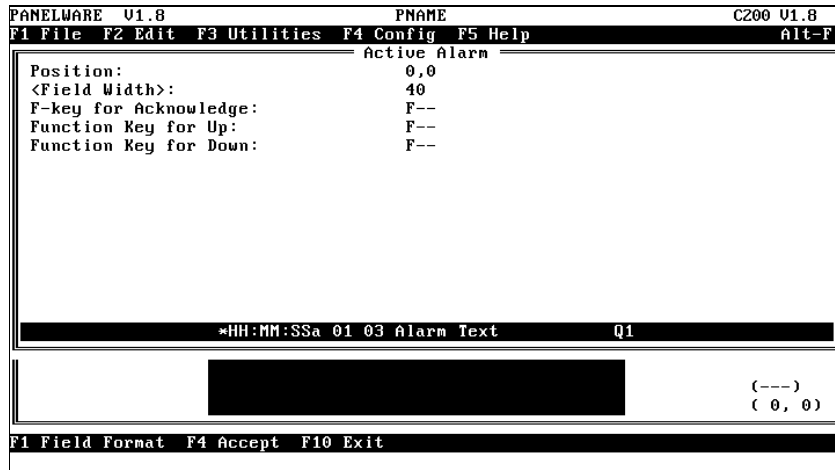 PANELWARE V1.8 PNAME C200 V1.8
F1 File F2 Edit F3 Utilities F4 Config F5 Help Alt-F
Active Alarm
Position: 0,0
<Field Width>: 40
F-key for Acknowledge: F--
Function Key for Up: F--
Function Key for Down: F--
*HH:MM:SSa 01 03 Alarm Text Q1
(---)
( 0, 0)
F1 Field Format F4 Accept F10 Exit